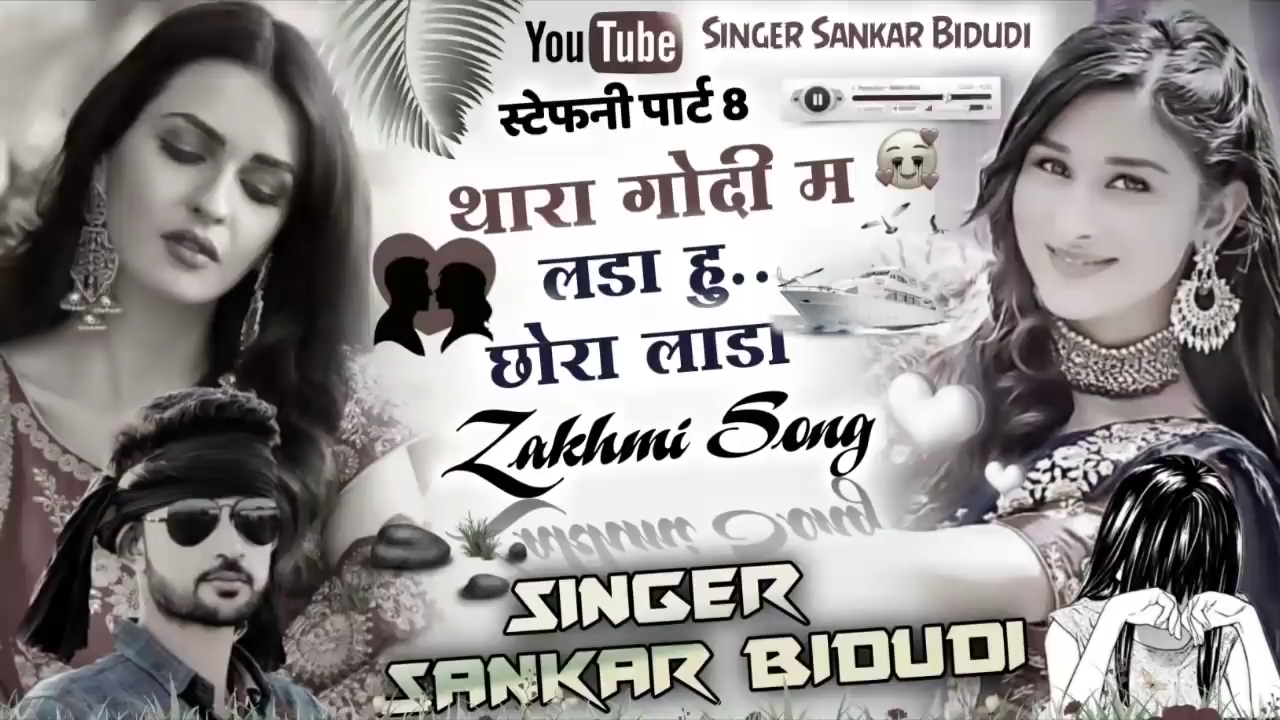 YouTube SINGER SANKAR BIDUDI
स्टेफनी पार्ट 8
थारा गोदी म
लडा हु..
छोरा लाडा
Zakhmi Song
SINGER
SANKAR BIDUDI